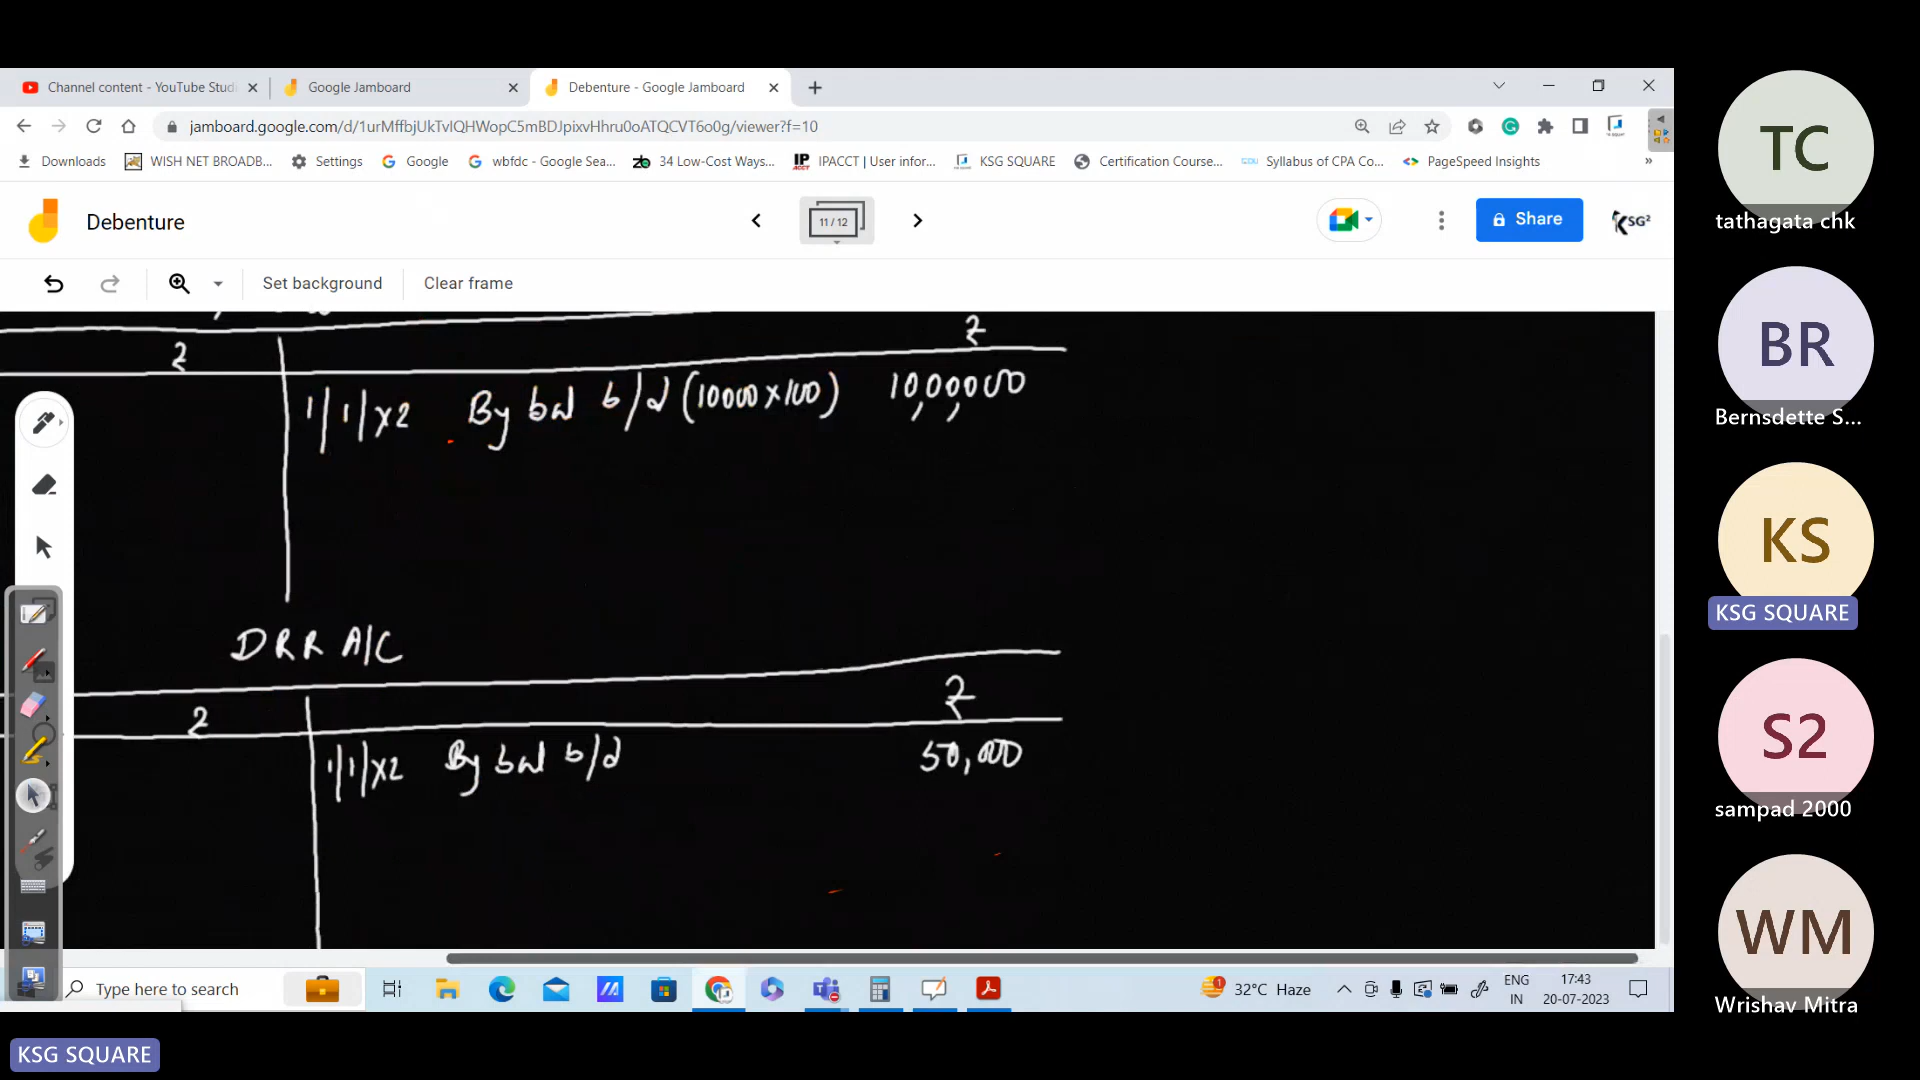 Channel content - YouTube Stud
Google Jamboard
Debenture - Google Jamboard
jamboard.google.com/d/1urMffbjUkTvIQHWopC5mBDJpixvHhru0oATQCVT6o0g/viewer?f=10
Downloads
WISH NET BROADB...
Settings
Google
wbfdc - Google Sea...
34 Low-Cost Ways...
IPACCT | User infor...
KSG SQUARE
Certification Course...
Syllabus of CPA Co...
PageSpeed Insights
»
Debenture
11 / 12
Share
KSG²
Set background
Clear frame
₹
₹
1/1/X2 By bal b/d (10000×100) 10,00,000
DRR A/C
₹
₹
1/1/X2 By bal b/d 50,000
Type here to search
32°C Haze
ENG
IN
17:43
20-07-2023
TC
tathagata chk
BR
Bernsdette S...
KS
KSG SQUARE
S2
sampad 2000
WM
Wrishav Mitra
KSG SQUARE